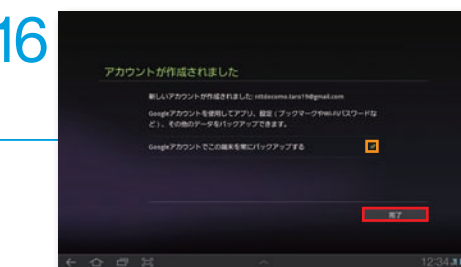 16
アカウントが作成されました
新しいアカウントが作成されました: nttdocomo.taro19@gmail.com
Googleアカウントを使用してアプリ、設定 ( ブックマークやWi-Fiパスワードな
ど ) 、その他のデータをバックアップできます。
Googleアカウントでこの端末を常にバックアップする
完了
12:34